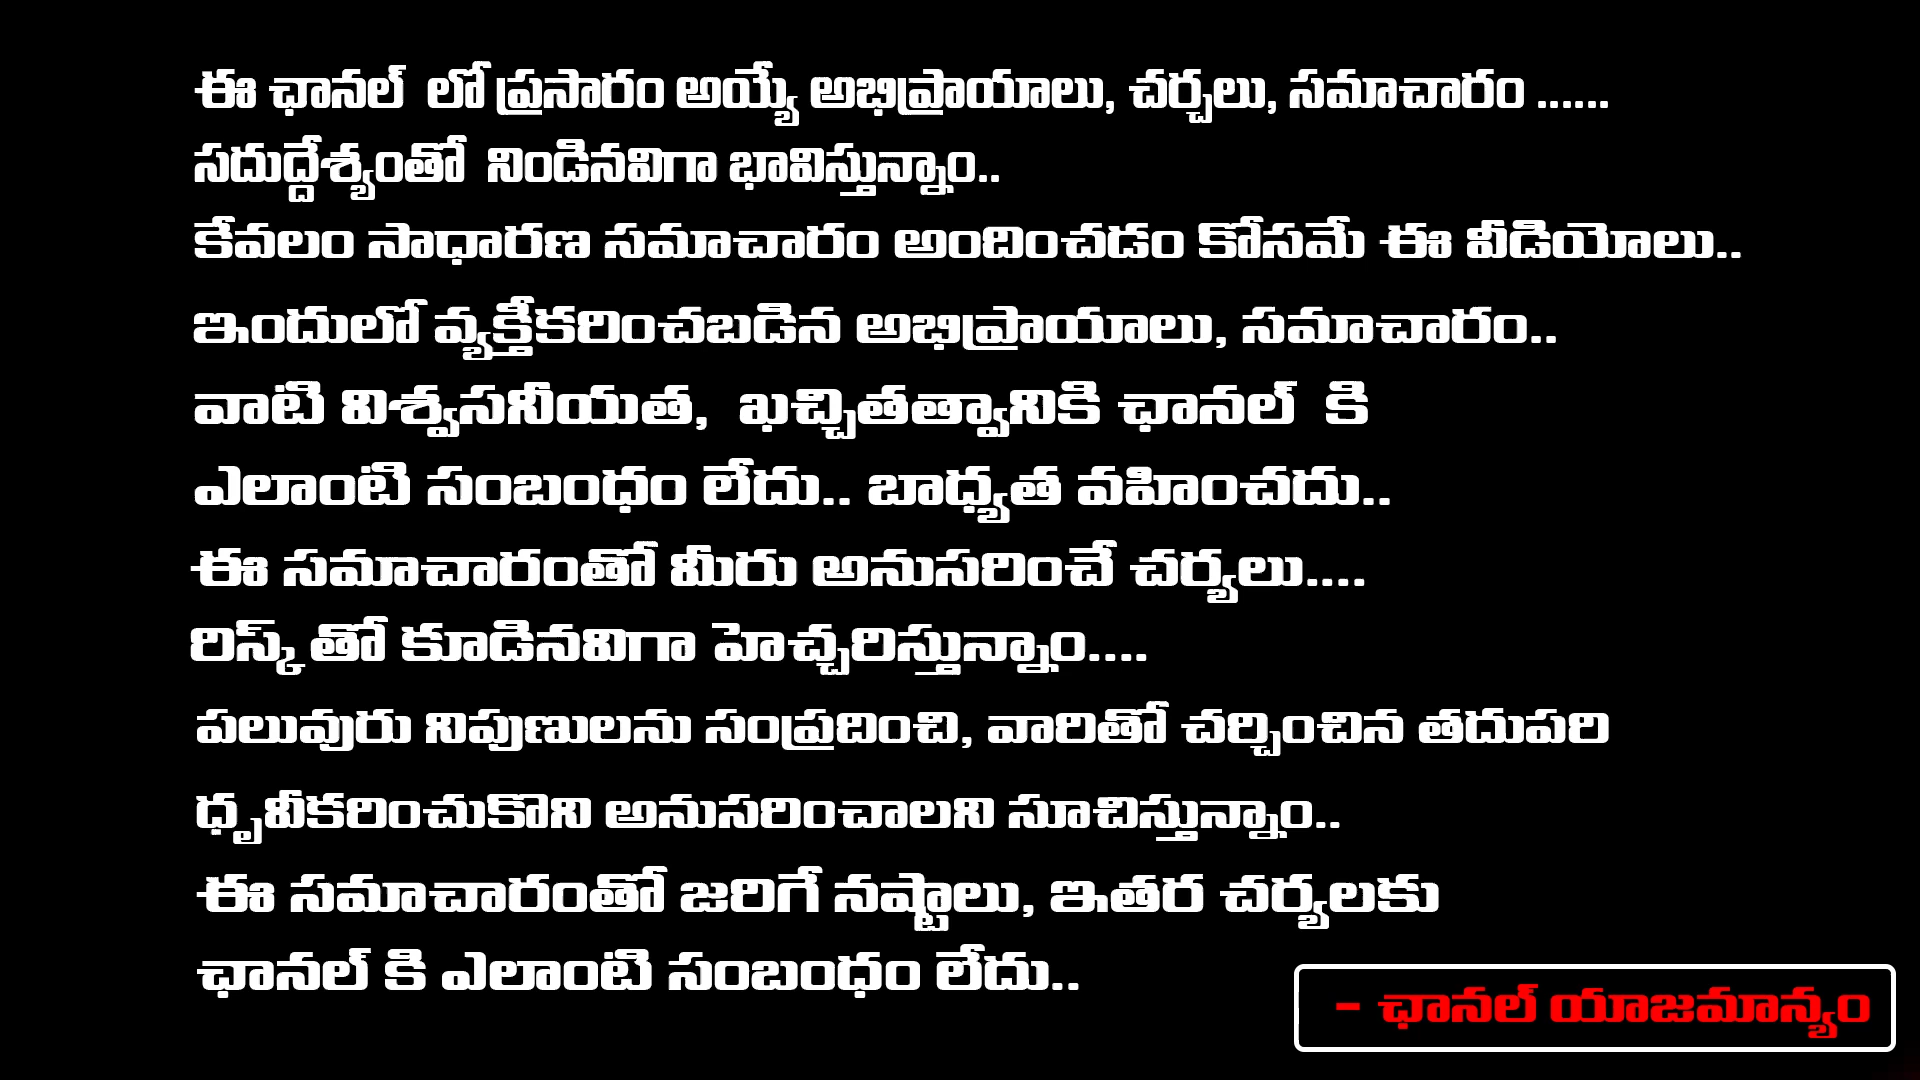 ఈ ఛానల్ లో ప్రసారం అయ్యే అభిప్రాయాలు, చర్చలు, సమాచారం ......
సదుద్దేశ్యంతో నిండినవిగా భావిస్తున్నాం..
కేవలం సాధారణ సమాచారం అందించడం కోసమే ఈ వీడియోలు..
ఇందులో వ్యక్తీకరించబడిన అభిప్రాయాలు, సమాచారం..
వాటి విశ్వసనీయత, ఖచ్చితత్వానికి ఛానల్ కి
ఎలాంటి సంబంధం లేదు.. బాధ్యత వహించదు..
ఈ సమాచారంతో మీరు అనుసరించే చర్యలు....
రిస్క్ తో కూడినవిగా హెచ్చరిస్తున్నాం....
పలువురు నిపుణులను సంప్రదించి, వారితో చర్చించిన తదుపరి
ధృవీకరించుకొని అనుసరించాలని సూచిస్తున్నాం..
ఈ సమాచారంతో జరిగే నష్టాలు, ఇతర చర్యలకు
ఛానల్ కి ఎలాంటి సంబంధం లేదు..
- ఛానల్ యాజమాన్యం